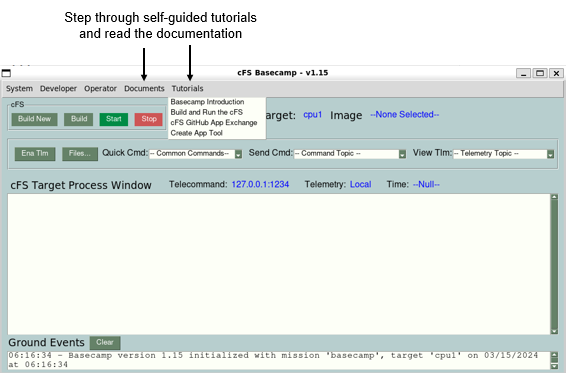 Step through self-guided tutorials
and read the documentation
cFS Basecamp - v1.15
System Developer Operator Documents Tutorials
cFS
Basecamp Introduction
Build New Build Start Stop
Build and Run the cFS
arget: cpu1 Image --None Selected--
cFS GitHub App Exchange
Create App Tool
Ena Tlm Files... Quick Cmd: -- Common Commands-- Send Cmd: -- Command Topic -- View Tlm: -- Telemetry Topic --
cFS Target Process Window Telecommand: 127.0.0.1:1234 Telemetry: Local Time: --Null--
Ground Events Clear
06:16:34 - Basecamp version 1.15 initialized with mission 'basecamp', target 'cpu1' on 03/15/2024
at 06:16:34